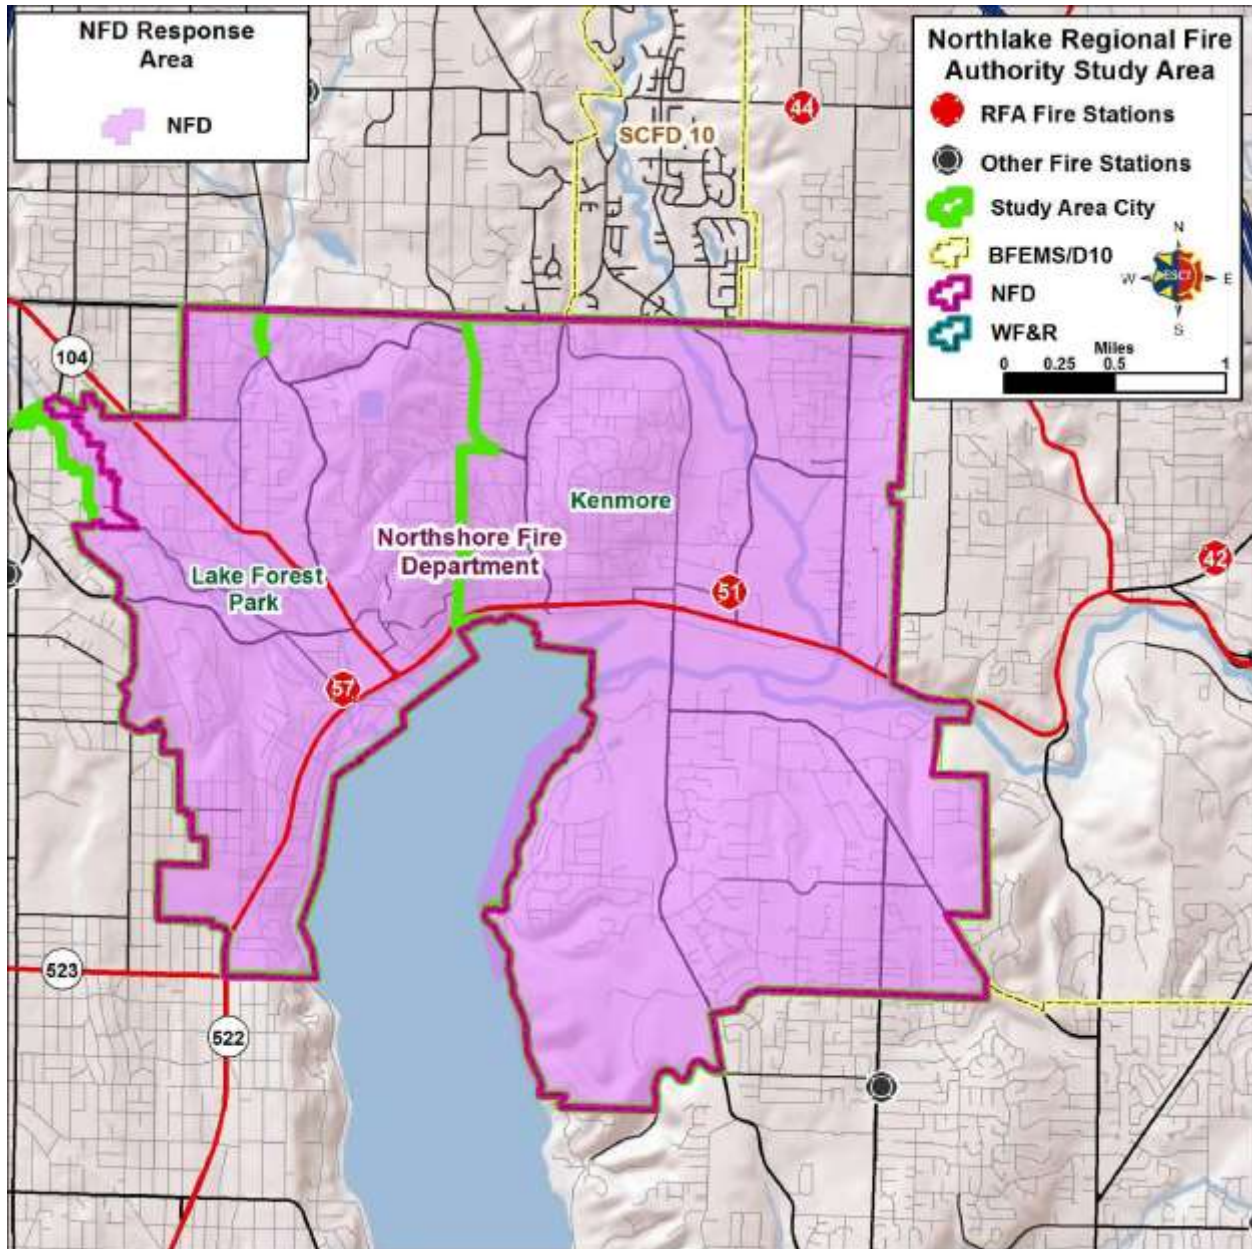 NFD Response
Area
NFD
Northlake Regional Fire
Authority Study Area
RFA Fire Stations
Other Fire Stations
Study Area City
BFEMS/D10
NFD
WF&R
N
W
E
S
ESCI
Miles
0 0.25 0.5 1
44
SCFD 10
104
Kenmore
Northshore Fire
Department
Lake Forest
Park
42
51
57
523
522